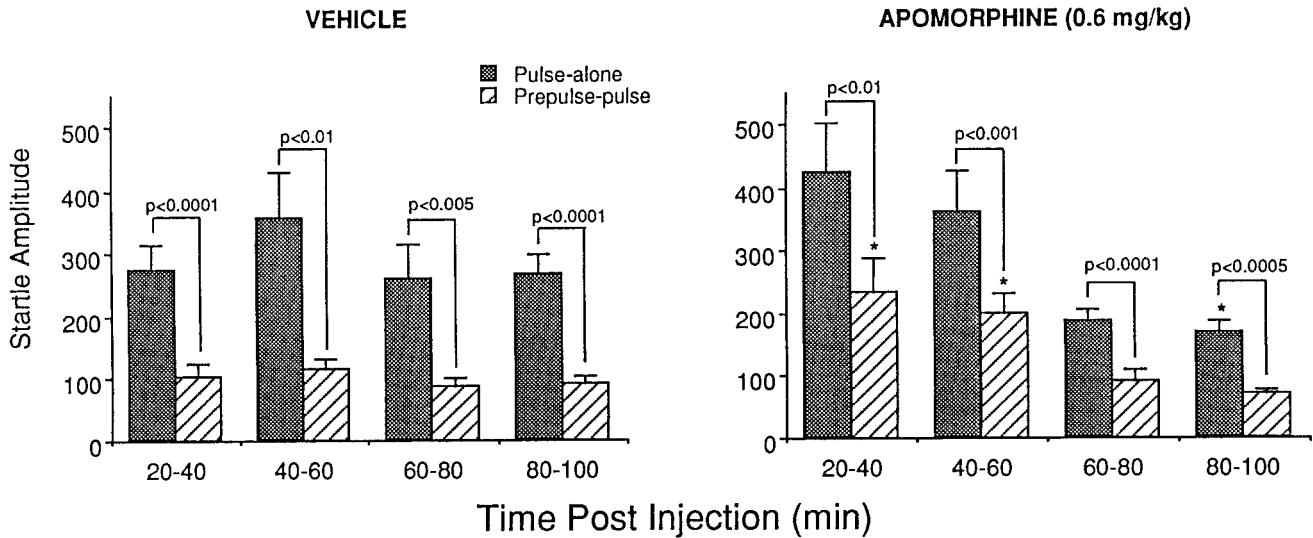 VEHICLE
Pulse-alone
Prepulse-pulse
Startle Amplitude
500
400
300
200
100
0
p<0.0001
p<0.01
p<0.005
p<0.0001
20-40
40-60
60-80
80-100
APOMORPHINE (0.6 mg/kg)
500
400
300
200
100
0
p<0.01
p<0.001
p<0.0001
p<0.0005
*
*
*
20-40
40-60
60-80
80-100
Time Post Injection (min)